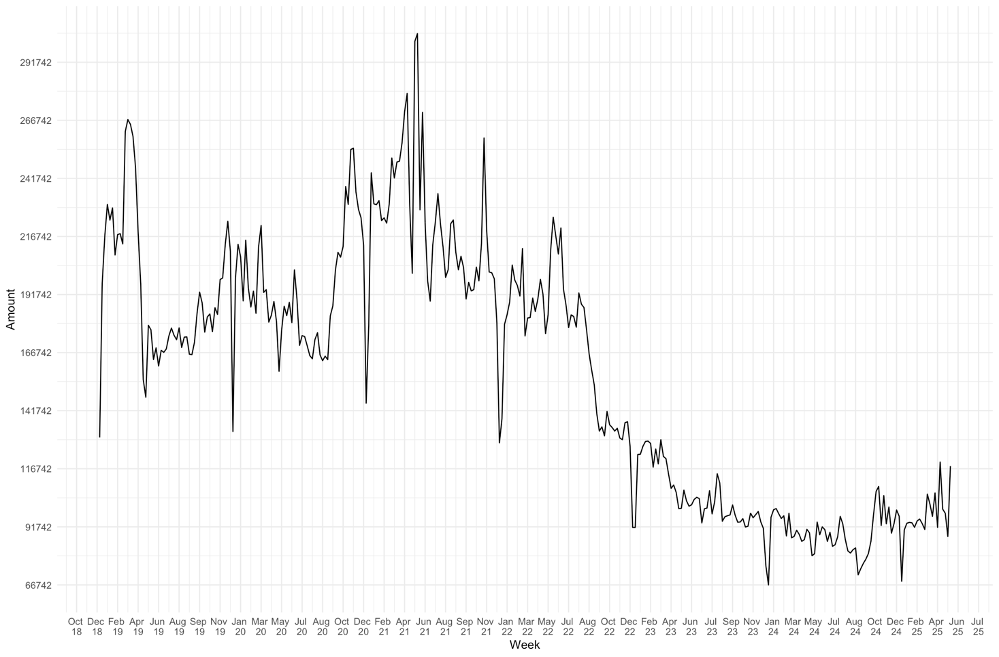 291742
266742
241742
216742
191742
166742
141742
116742
91742
66742
Amount
Oct Dec Feb Apr Jun Aug Sep Nov Jan Mar May Jul Aug Oct Dec Feb Apr Jun Aug Sep Nov Jan Mar May Jul Aug Oct Dec Feb Apr Jun Jul Sep Nov Jan Mar May Jul Aug Oct Dec Feb Apr Jun Jul
18 18 19 19 19 19 19 19 20 20 20 20 20 20 20 21 21 21 21 21 21 22 22 22 22 22 22 22 23 23 23 23 23 23 24 24 24 24 24 24 24 25 25 25 25
Week